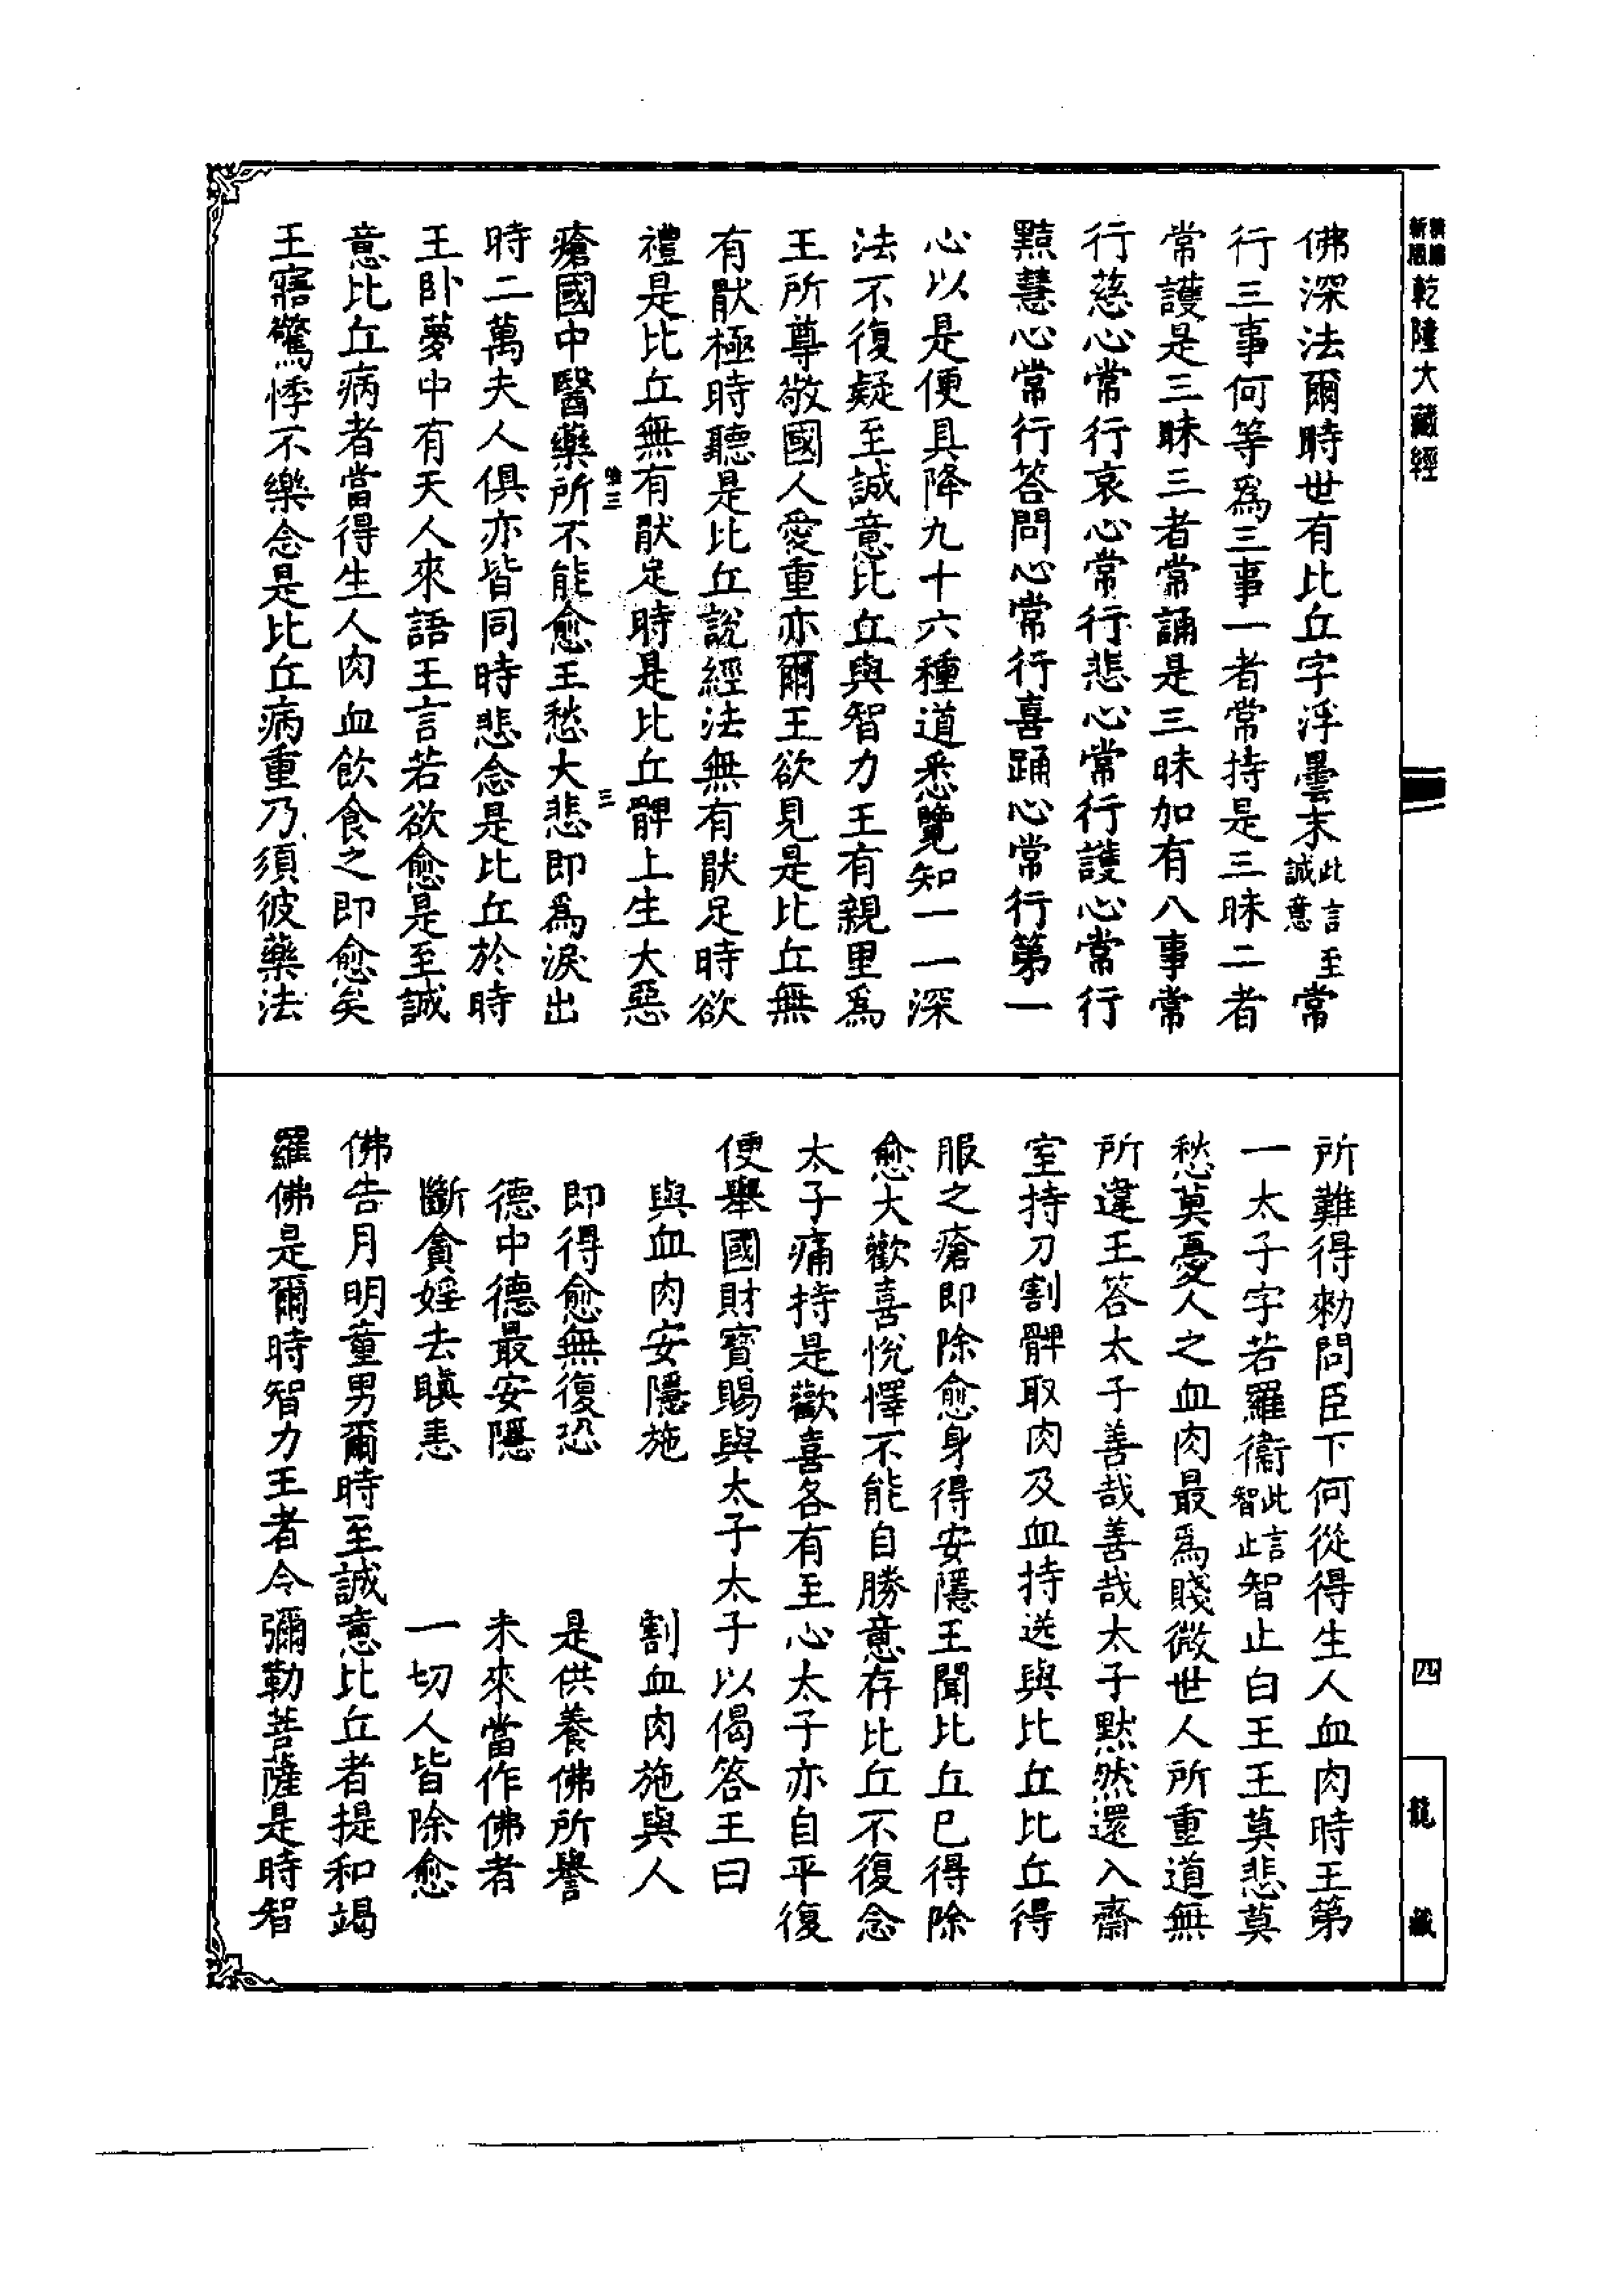 乾隆大藏經
佛深法爾時世有比丘字浮曇末此言至誠意常
行三事何等爲三事一者常持是三昧二者
常護是三昧三者常誦是三昧加有八事常
行慈心常行哀心常行悲心常行護心常行
黠慧心常行答問心常行喜踊心常行第一
心以是便具降九十六種道悉覽知一一深
法不復疑至誠意比丘與智力王有親里爲
王所尊敬國人愛重亦爾王欲見是比丘無
有猒極時聽是比丘說經法無有猒足時欲
禮是比丘無有猒足時是比丘髀上生大惡
瘡國中醫藥所不能愈王愁大悲即爲淚出
時二萬夫人俱亦皆同時悲念是比丘於時
王卧夢中有天人來語王言若欲愈是至誠
意比丘病者當得生人肉血飲食之即愈矣
王寤驚悸不樂念是比丘病重乃須彼藥法
三
所難得勑問臣下何從得生人血肉時王第
一太子字若羅衞此言智止智止白王王莫悲莫
愁莫憂人之血肉最爲賤微世人所重道無
所違王答太子善哉善哉太子默然還入齋
室持刀割髀取肉及血持送與比丘比丘得
服之瘡即除愈身得安隱王聞比丘已得除
愈大歡喜悅懌不能自勝意存比丘不復念
太子痛持是歡喜各有至心太子亦自平復
便舉國財寶賜與太子太子以偈答王曰
與血肉安隱施　割血肉施與人
即得愈無復恐　是供養佛所譽
德中德最安隱　未來當作佛者
斷貪婬去瞋恚　一切人皆除愈
佛告月明童男爾時至誠意比丘者提和竭
羅佛是爾時智力王者今彌勒菩薩是時智
四
龍藏